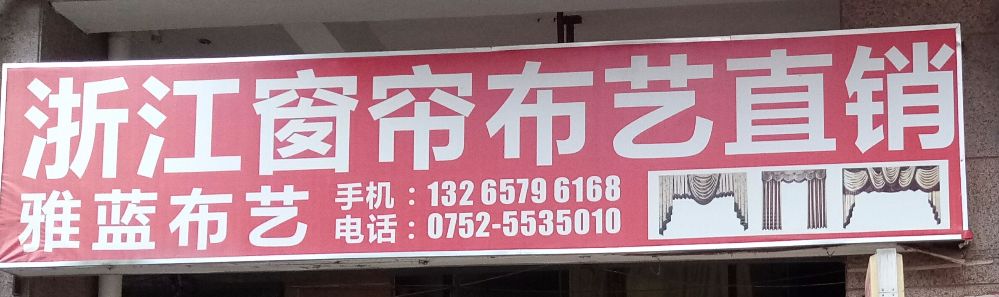 浙江窗帘布艺直销
雅蓝布艺
手机：132 6579 6168
电话：0752-5535010